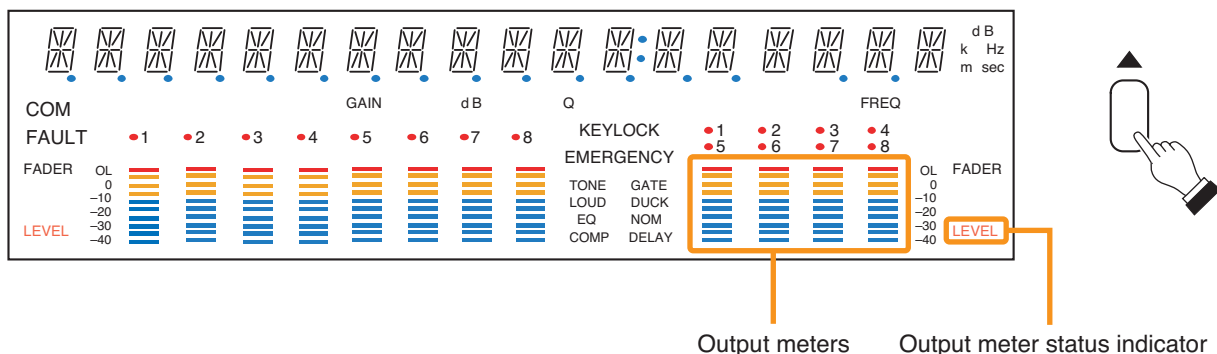 d B
k Hz
m sec
COM GAIN d B Q FREQ
FAULT 1 2 3 4 5 6 7 8 KEYLOCK 1 2 3 4
EMERGENCY 5 6 7 8
FADER OL OL FADER
0 TONE GATE 0
–10 LOUD DUCK –10
–20 EQ NOM –20
LEVEL –30 COMP DELAY –30 LEVEL
–40 –40
Output meters Output meter status indicator